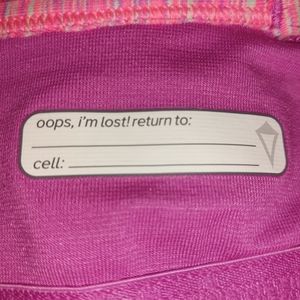 oops, i'm lost! return to:
cell: